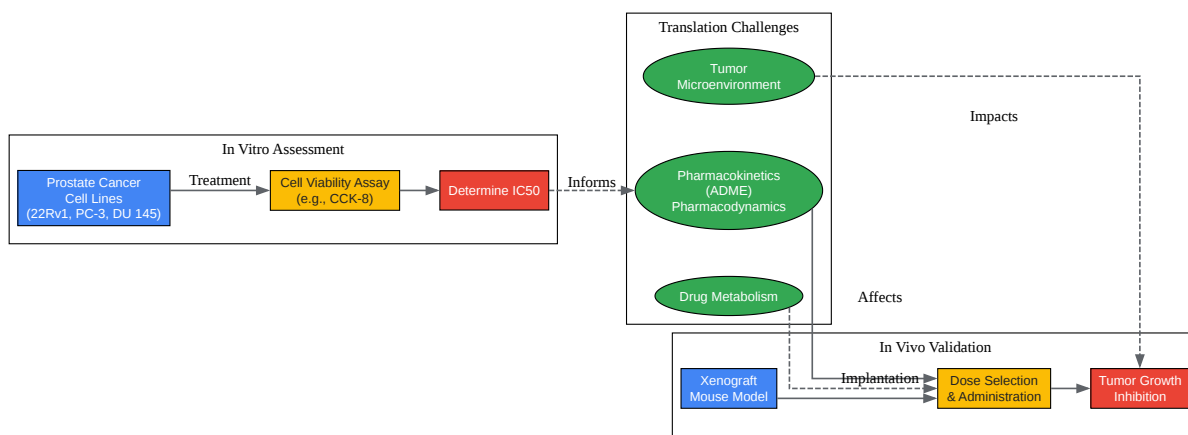 Translation Challenges
Tumor
Microenvironment
Impacts
In Vitro Assessment
Prostate Cancer
Cell Lines
(22Rv1, PC-3, DU 145)
Treatment
Cell Viability Assay
(e.g., CCK-8)
Determine IC50
Informs
Pharmacokinetics
(ADME)
Pharmacodynamics
Drug Metabolism
Affects
In Vivo Validation
Xenograft
Mouse Model
Implantation
Dose Selection
& Administration
Tumor Growth
Inhibition